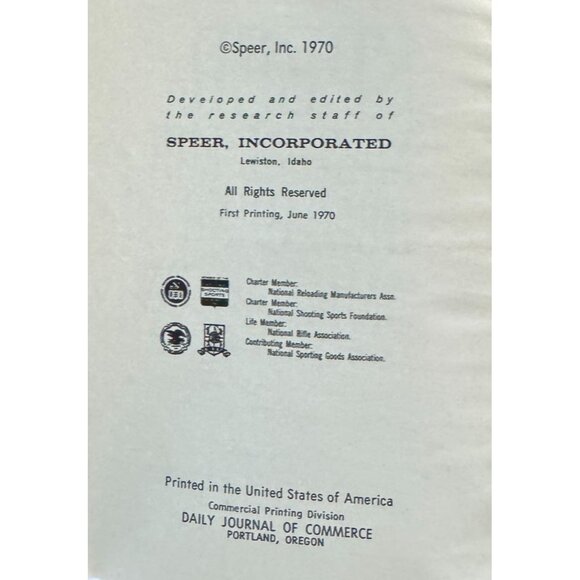 ©Speer, Inc. 1970
Developed and edited by
the research staff of
SPEER, INCORPORATED
Lewiston, Idaho
All Rights Reserved
First Printing, June 1970
SHOOTING
SPORTS
Charter Member:
National Reloading Manufacturers Assn.
Charter Member:
National Shooting Sports Foundation.
Life Member:
National Rifle Association.
Contributing Member:
National Sporting Goods Association.
Printed in the United States of America
Commercial Printing Division
DAILY JOURNAL OF COMMERCE
PORTLAND, OREGON